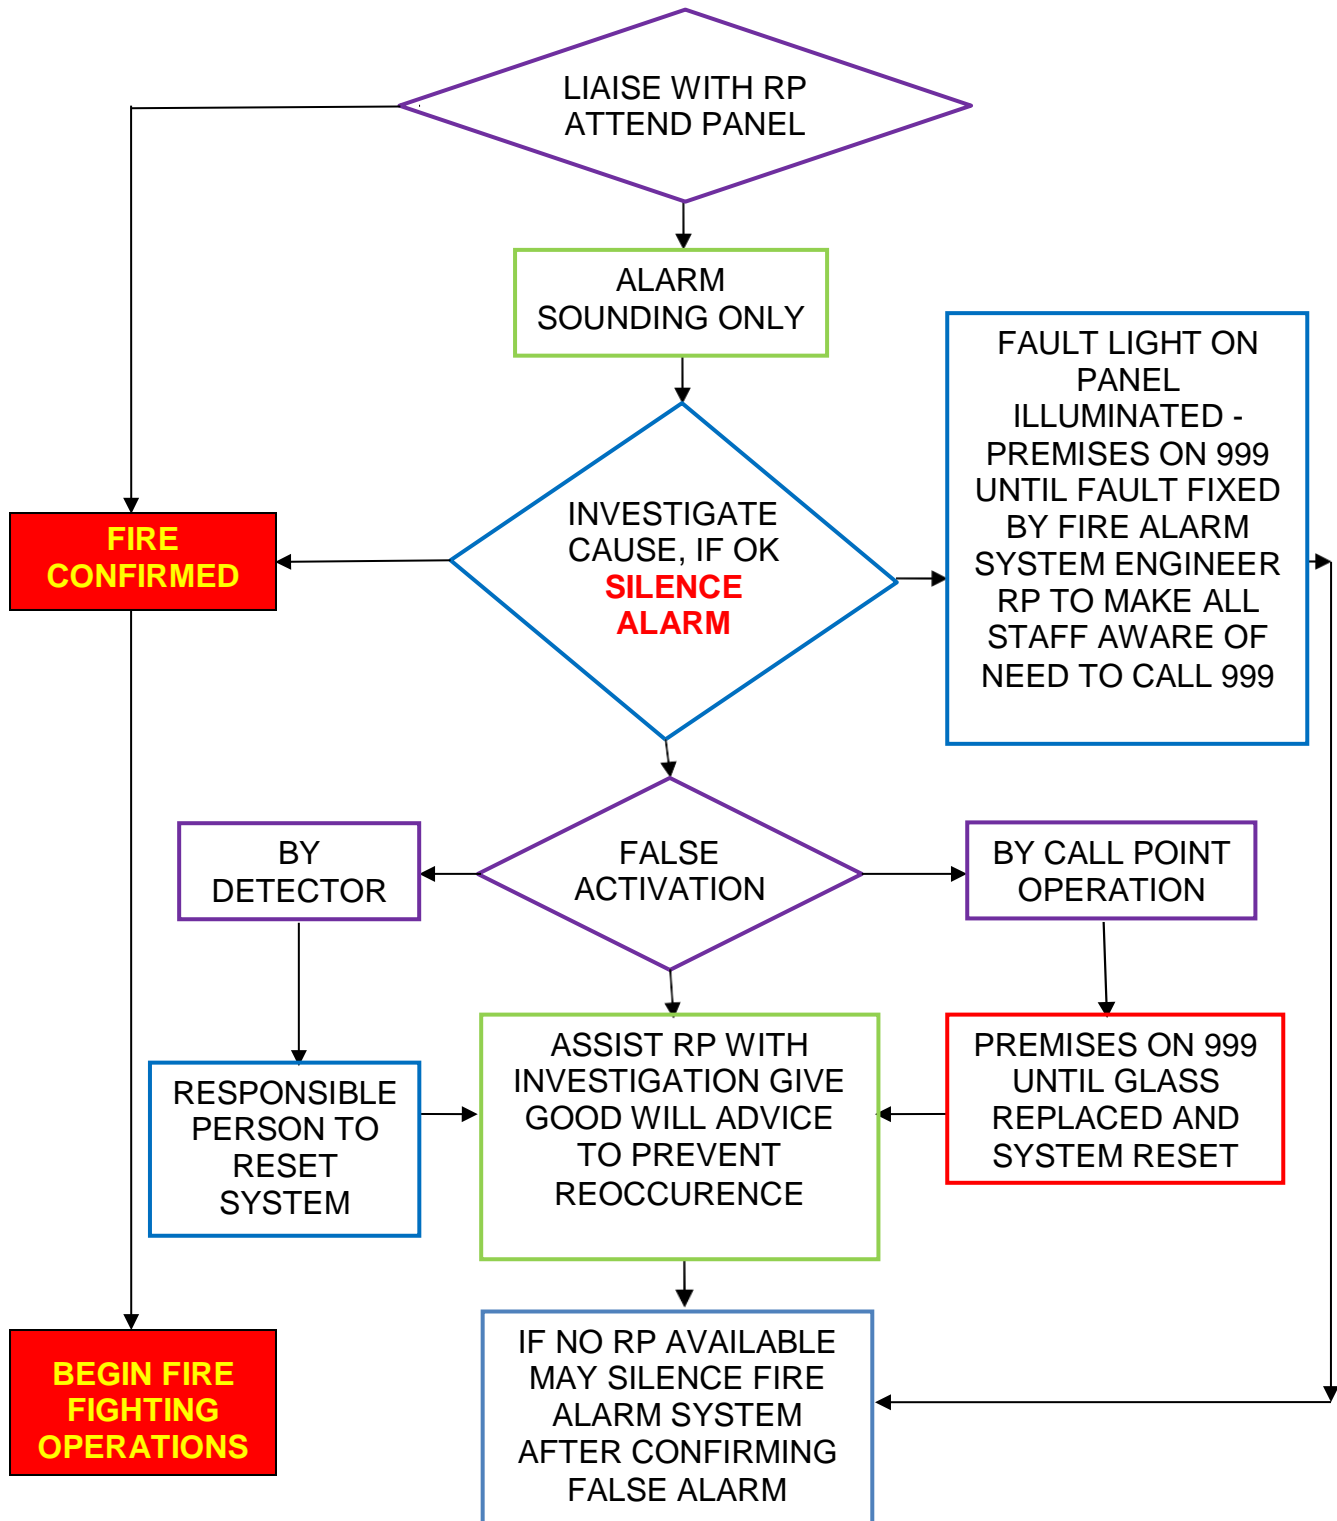 LIAISE WITH RP
ATTEND PANEL
ALARM
SOUNDING ONLY
FAULT LIGHT ON
PANEL
ILLUMINATED -
PREMISES ON 999
UNTIL FAULT FIXED
BY FIRE ALARM
SYSTEM ENGINEER
RP TO MAKE ALL
STAFF AWARE OF
NEED TO CALL 999
INVESTIGATE
CAUSE, IF OK
SILENCE
ALARM
FIRE
CONFIRMED
BY
DETECTOR
FALSE
ACTIVATION
BY CALL POINT
OPERATION
RESPONSIBLE
PERSON TO
RESET
SYSTEM
ASSIST RP WITH
INVESTIGATION GIVE
GOOD WILL ADVICE
TO PREVENT
REOCCURENCE
PREMISES ON 999
UNTIL GLASS
REPLACED AND
SYSTEM RESET
BEGIN FIRE
FIGHTING
OPERATIONS
IF NO RP AVAILABLE
MAY SILENCE FIRE
ALARM SYSTEM
AFTER CONFIRMING
FALSE ALARM